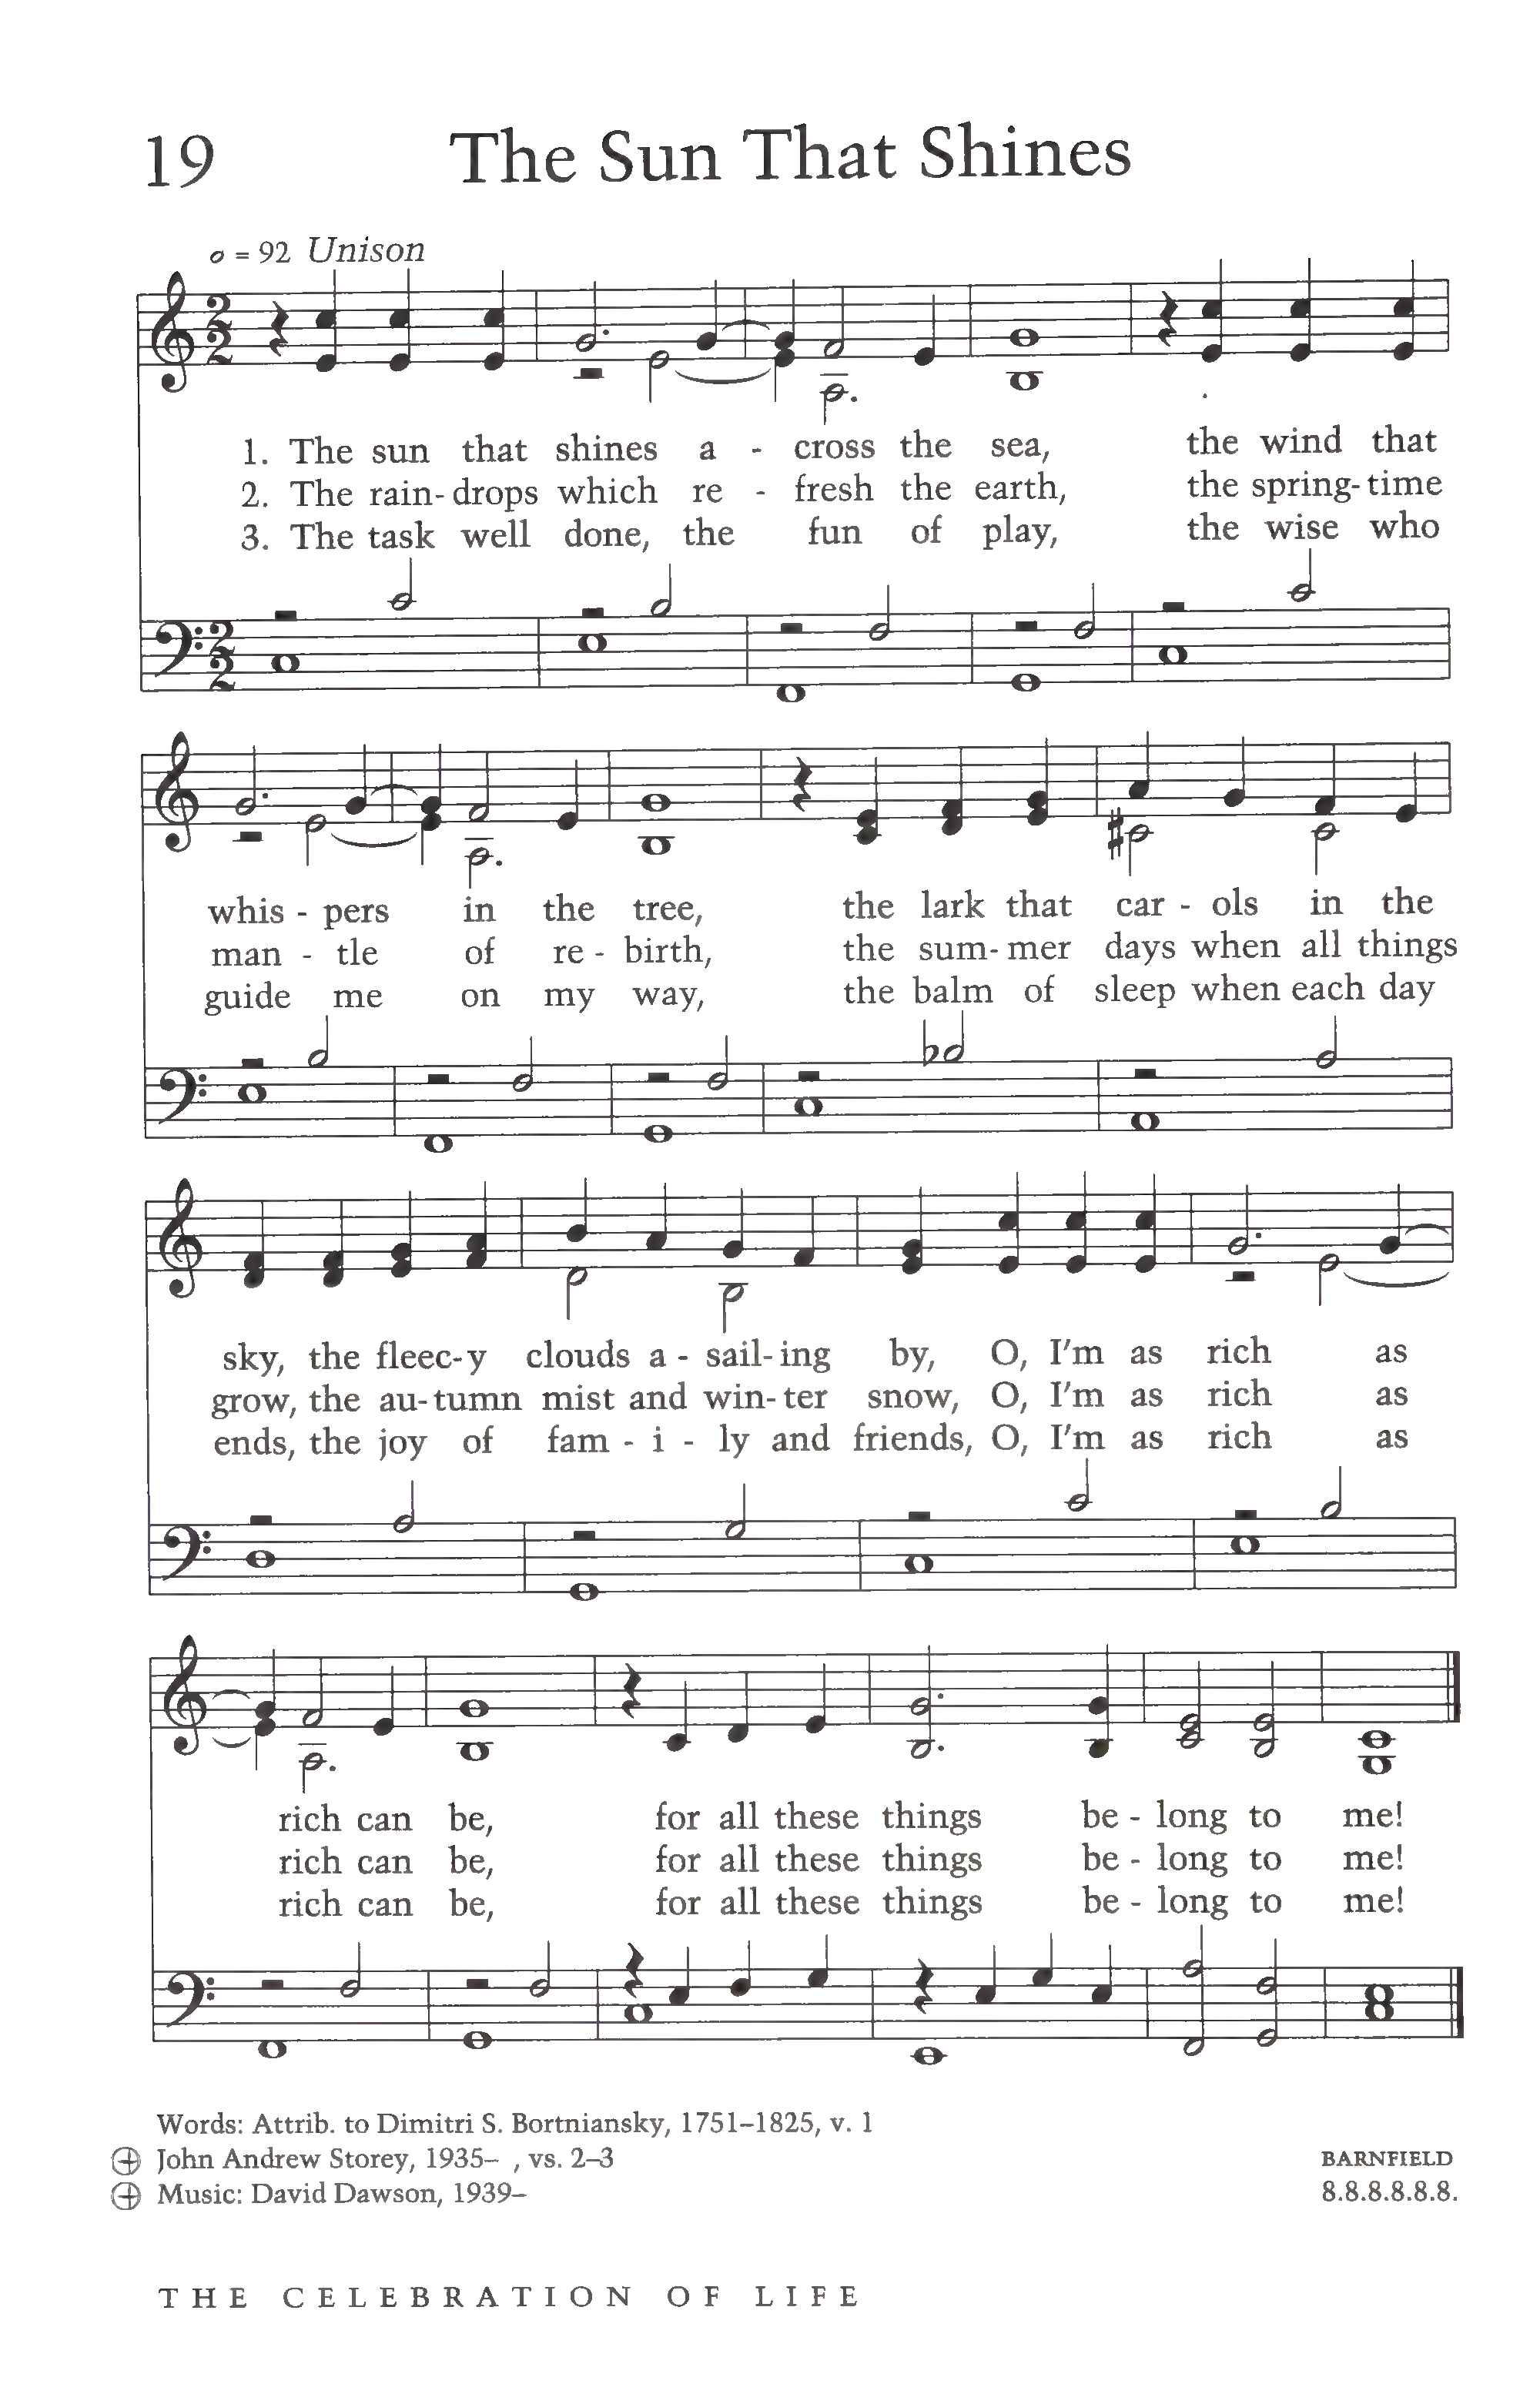 19 The Sun That Shines
= 92 Unison
1. The sun that shines a - cross the sea, the wind that
2. The rain-drops which re - fresh the earth, the spring-time
3. The task well done, the fun of play, the wise who
whis - pers in the tree, the lark that car - ols in the
man - tle of re - birth, the sum-mer days when all things
guide me on my way, the balm of sleep when each day
sky, the fleec-y clouds a - sail-ing by, O, I'm as rich as
grow, the au-tumn mist and win-ter snow, O, I'm as rich as
ends, the joy of fam - i - ly and friends, O, I'm as rich as
rich can be, for all these things be - long to me!
rich can be, for all these things be - long to me!
rich can be, for all these things be - long to me!
Words: Attrib. to Dimitri S. Bortniansky, 1751–1825, v. 1
John Andrew Storey, 1935– , vs. 2–3 BARNFIELD
Music: David Dawson, 1939– 8.8.8.8.8.8.
THE CELEBRATION OF LIFE